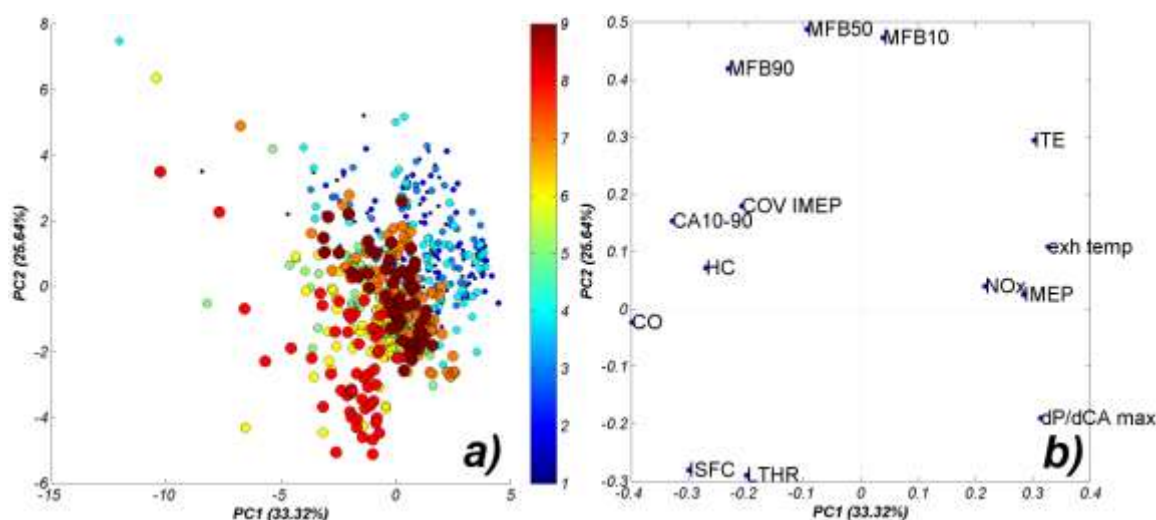 8
6
4
2
0
-2
-4
-6
PC2 (26.64%)
-15
-10
-5
0
5
PC1 (33.32%)
a)
9
8
7
6
5
4
3
2
1
0.5
0.4
0.3
0.2
0.1
0
-0.1
-0.2
-0.3
PC2 (26.64%)
MFB50
MFB10
MFB90
ITE
COV IMEP
CA10-90
exh temp
HC
NOx
IMEP
CO
dP/dCA max
ISFC
LTHR
b)
-0.4
-0.3
-0.2
-0.1
0
0.1
0.2
0.3
0.4
PC1 (33.32%)